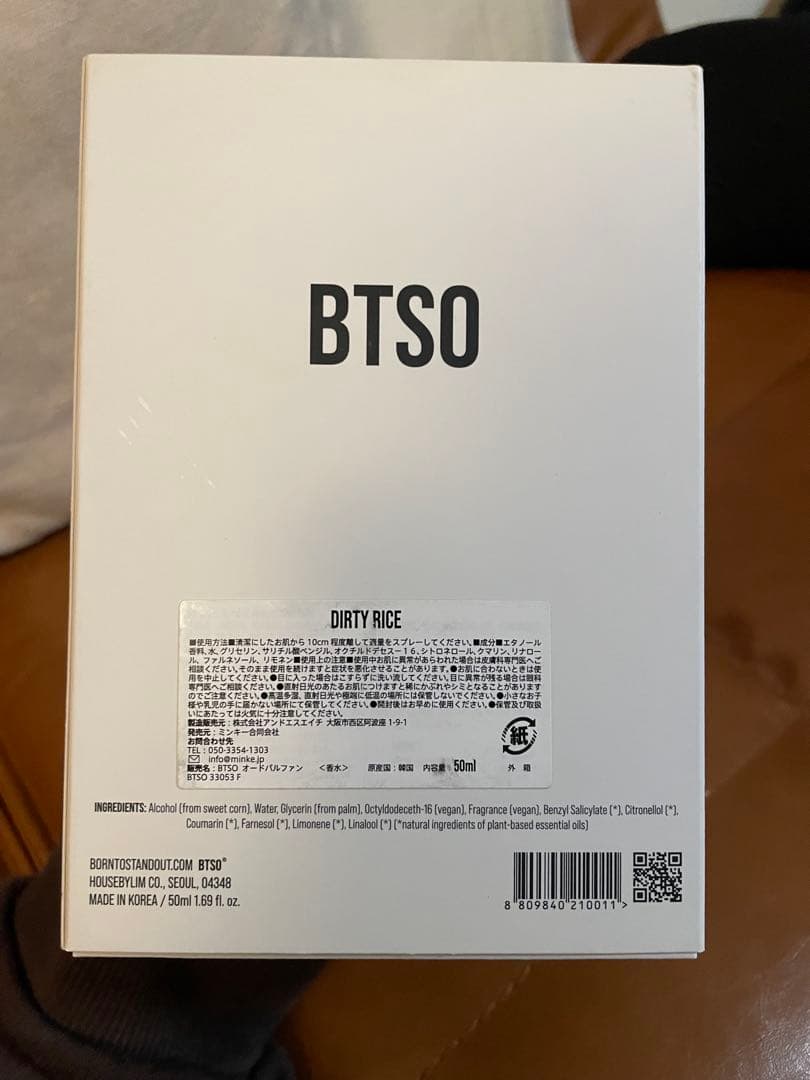 BTSO
DIRTY RICE
■使用方法■清潔にしたお肌から 10cm 程度離して適量をスプレーしてください。■成分■エタノール
香料、水、グリセリン、サリチル酸ベンジル、オクチルドデセス－１６、シトロネロール、クマリン、リナロー
ル、ファルネソール、リモネン■使用上の注意■使用中お肌に異常があらわれた場合は皮膚科専門医へご
相談ください。そのまま使用を続けますと症状を悪化させることがあります。●お肌に合わないときは使
用を中止してください。●目に入った場合はこすらずに洗い流してください。目に異常が残る場合は眼科
専門医へご相談ください。●直射日光のあたるお肌につけますと稀にかぶれやシミとなることがあります
のでご注意ください。●高温多湿、直射日光や極端に低温の場所には保管しないでください。●小さなお子
様や乳児の手に届かない場所にて保管してください。●開封後はお早めに使用ください。●保管及び取扱
いにあたっては火気に十分注意してください。
製造販売元：株式会社アンドエスエイチ 大阪市西区阿波座 1-9-1
発売元：ミンキー合同会社
お問合わせ先
TEL：050-3354-1303
info@minke.jp
販売名：BTSO オードパルファン ＜香水＞ 原産国：韓国 内容量 50ml
BTSO 33053 F
紙
外 箱
INGREDIENTS: Alcohol (from sweet corn), Water, Glycerin (from palm), Octyldodeceth-16 (vegan), Fragrance (vegan), Benzyl Salicylate (*), Citronellol (*),
Coumarin (*), Farnesol (*), Limonene (*), Linalool (*) (*natural ingredients of plant-based essential oils)
BORNTOSTANDOUT.COM BTSO®
HOUSEBYLIM CO., SEOUL, 04348
MADE IN KOREA / 50ml 1.69 fl. oz.
8 809840 210011 >